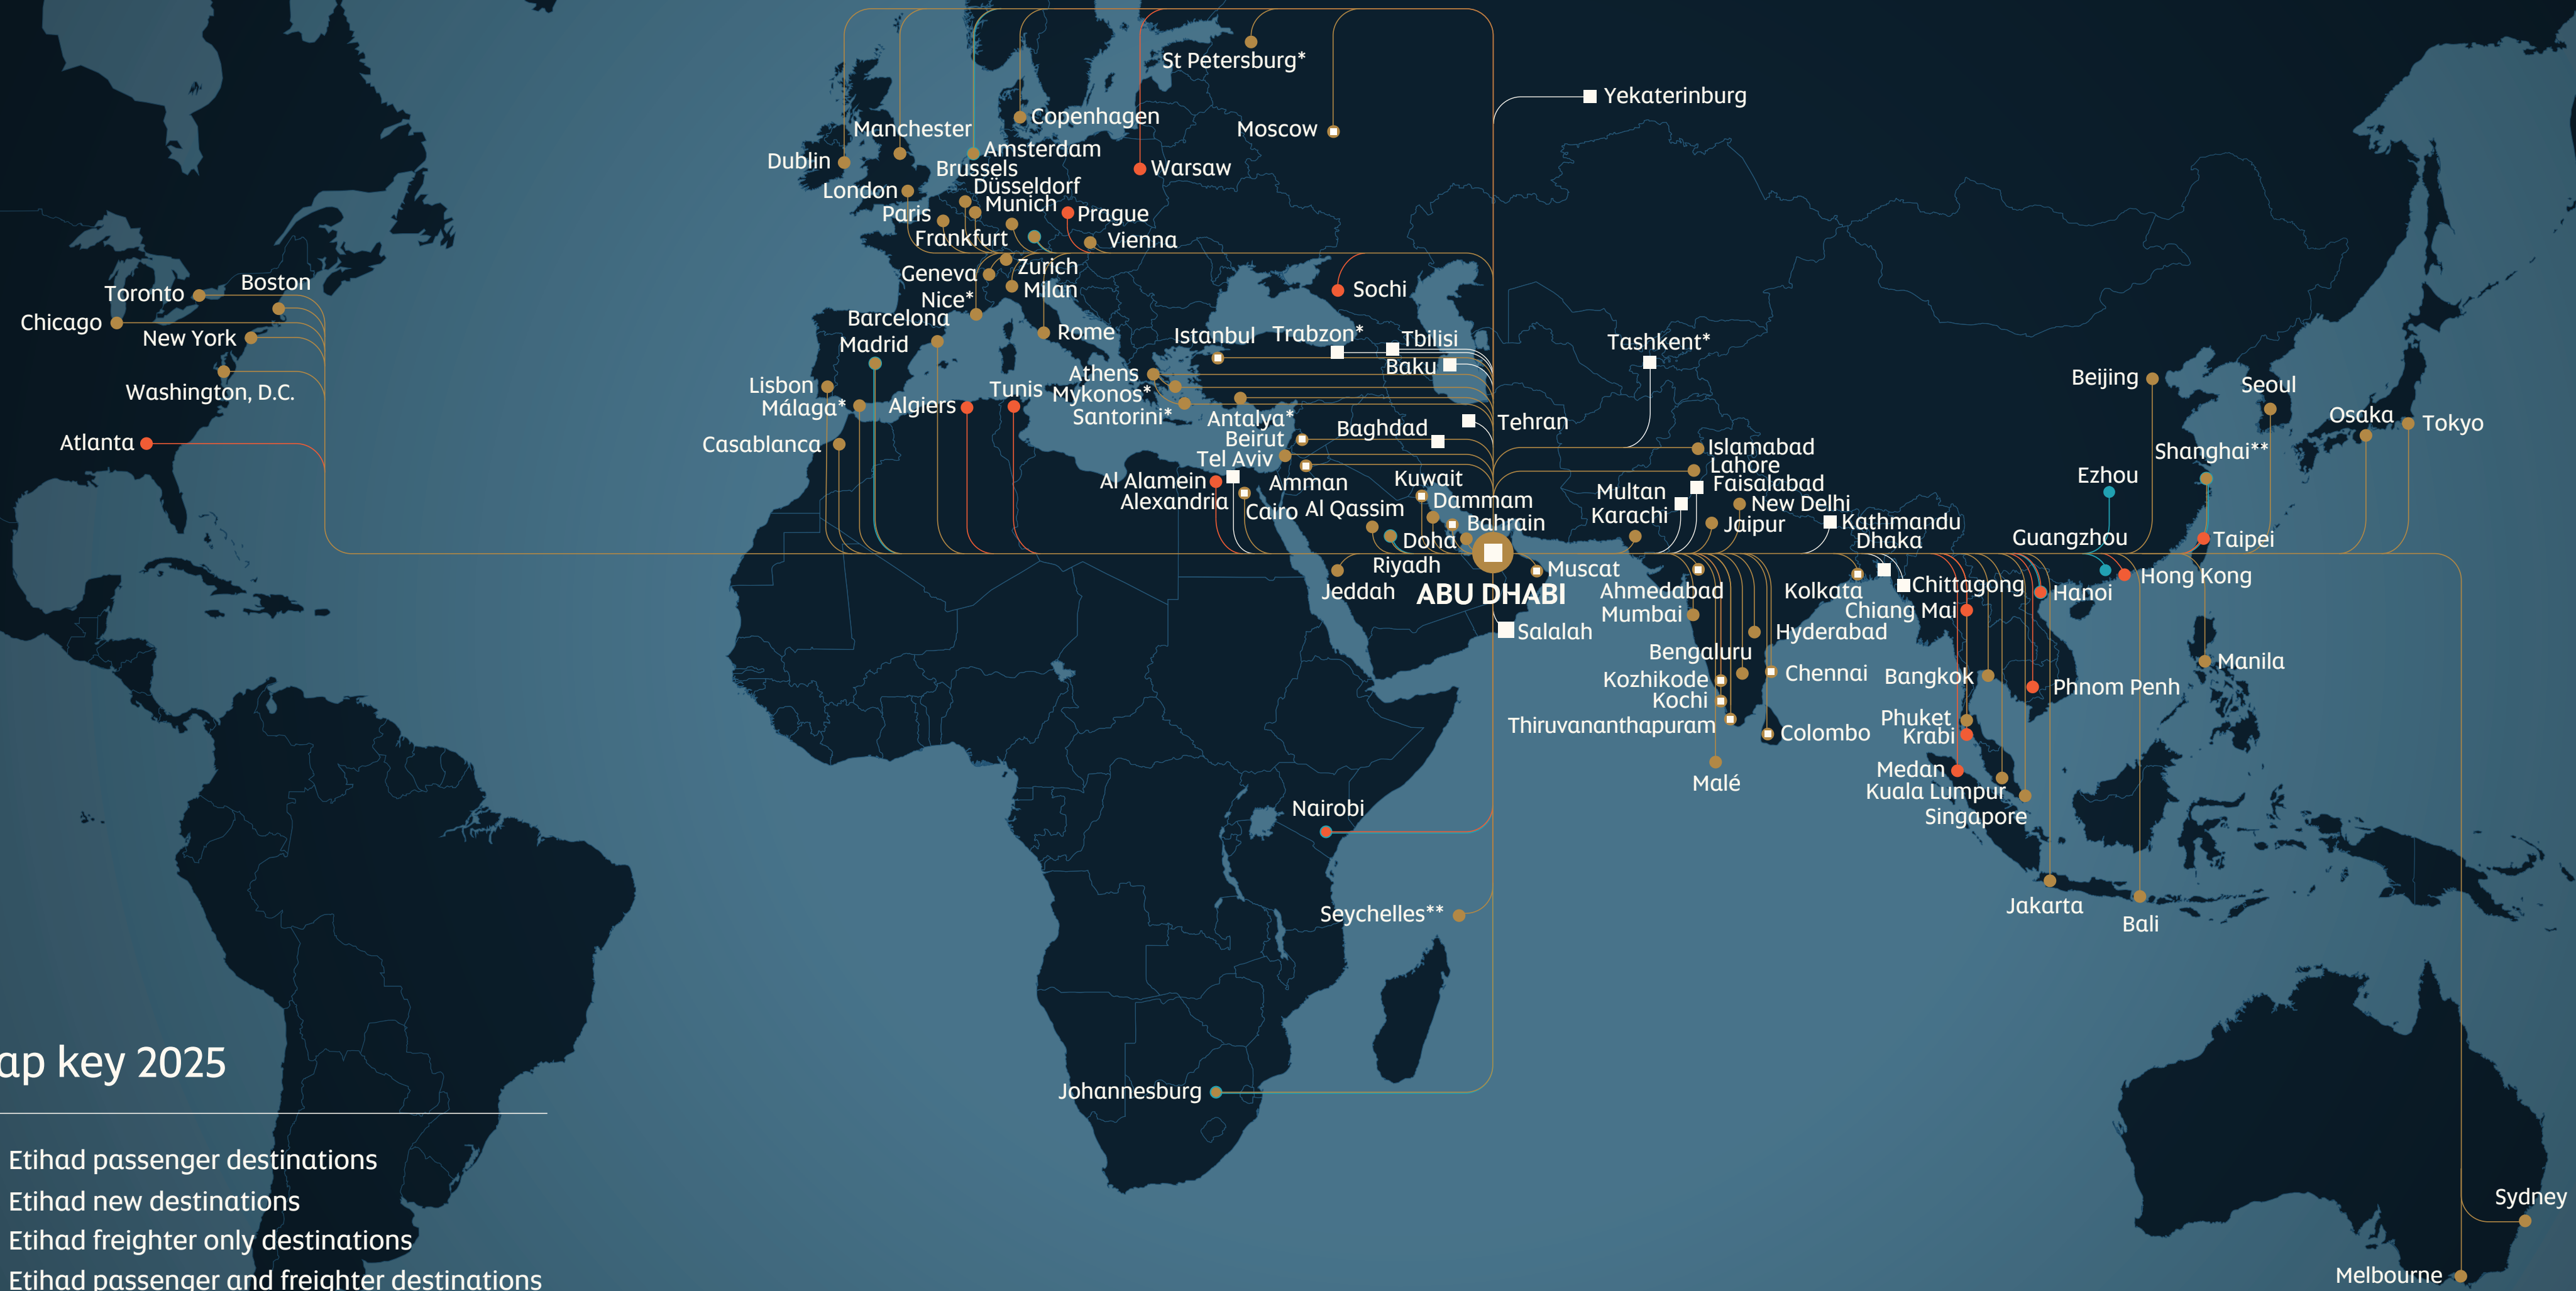 St Petersburg*
Yekaterinburg
Copenhagen
Manchester
Moscow
Amsterdam
Dublin
Brussels
Warsaw
Düsseldorf
London
Munich
Paris
Prague
Frankfurt
Vienna
Geneva
Zurich
Boston
Toronto
Milan
Sochi
Nice*
Chicago
Barcelona
New York
Rome
Istanbul
Trabzon*
Tbilisi
Tashkent*
Madrid
Baku
Athens
Beijing
Lisbon
Tunis
Seoul
Washington, D.C.
Mykonos*
Málaga*
Algiers
Santorini*
Antalya*
Osaka
Tokyo
Tehran
Baghdad
Atlanta
Casablanca
Beirut
Islamabad
Shanghai**
Tel Aviv
Lahore
Al Alamein
Amman
Kuwait
Ezhou
Faisalabad
Multan
Alexandria
Dammam
New Delhi
Cairo
Al Qassim
Karachi
Bahrain
Jaipur
Kathmandu
Guangzhou
Doha
Dhaka
Taipei
Riyadh
Muscat
Hong Kong
Jeddah
ABU DHABI
Ahmedabad
Kolkata
Chittagong
Hanoi
Mumbai
Chiang Mai
Salalah
Hyderabad
Bengaluru
Manila
Chennai
Kozhikode
Bangkok
Phnom Penh
Kochi
Phuket
Thiruvananthapuram
Colombo
Krabi
Medan
Malé
Kuala Lumpur
Nairobi
Singapore
Jakarta
Seychelles**
Bali
ap key 2025
Johannesburg
Etihad passenger destinations
Sydney
Etihad new destinations
Etihad freighter only destinations
Melbourne
Etihad passenger and freighter destinations